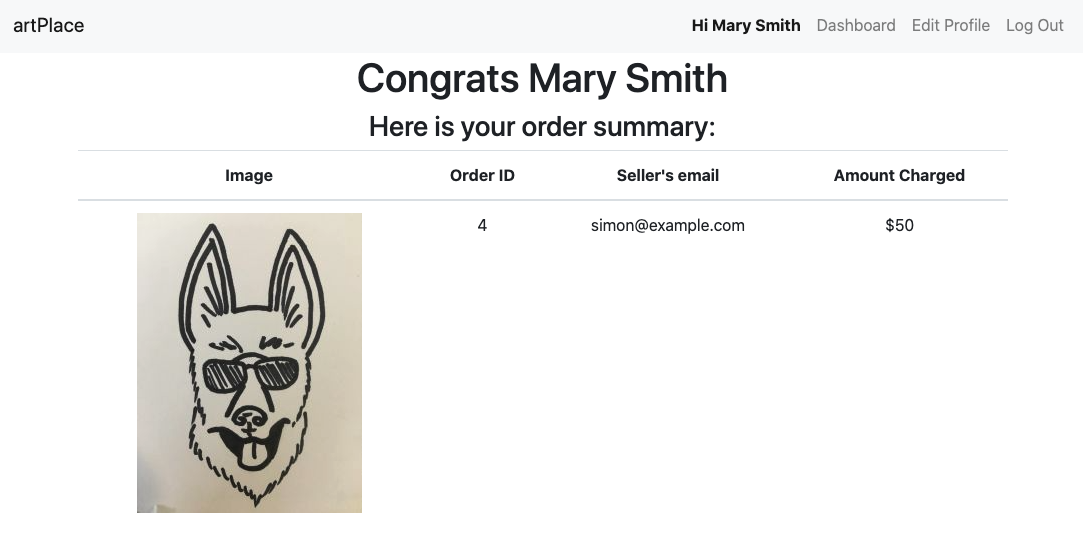 artPlace Hi Mary Smith Dashboard Edit Profile Log Out
Congrats Mary Smith
Here is your order summary:
Image Order ID Seller's email Amount Charged
4 simon@example.com $50